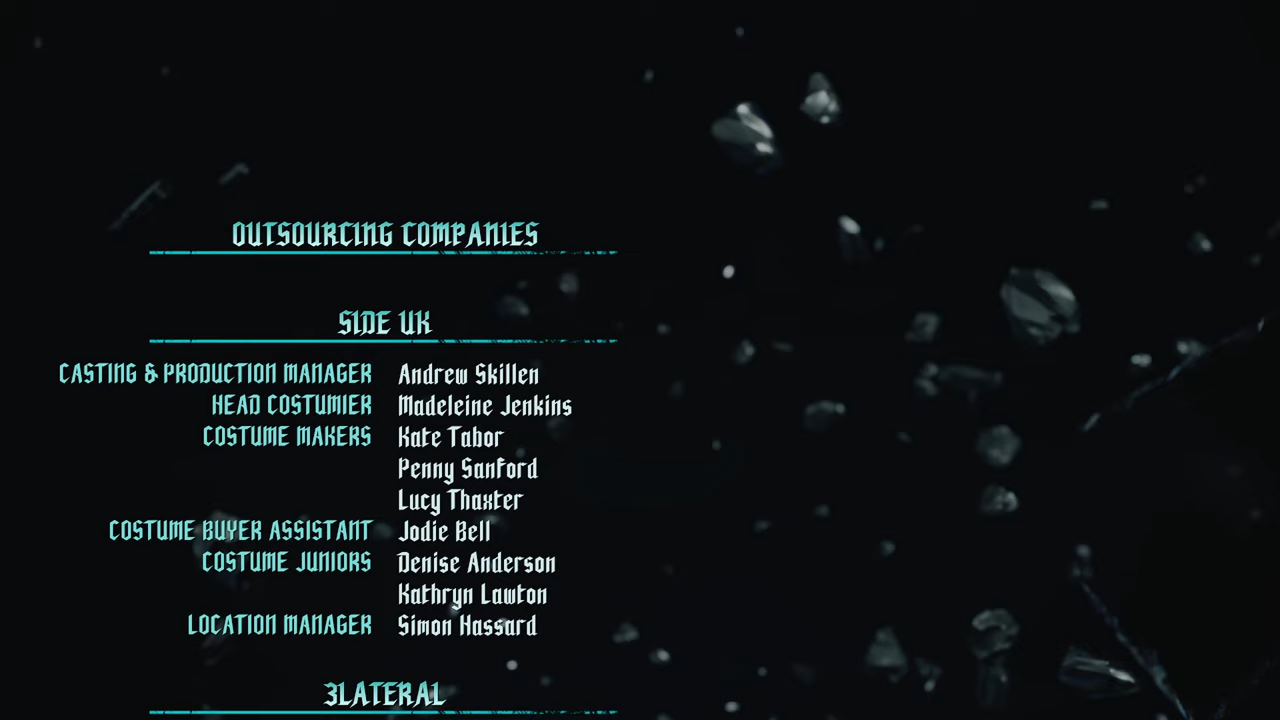 OUTSOURCING COMPANIES
SIDE UK
CASTING & PRODUCTION MANAGER Andrew Skillen
HEAD COSTUMIER Madeleine Jenkins
COSTUME MAKERS Kate Tabor
Penny Sanford
Lucy Thaxter
COSTUME BUYER ASSISTANT Jodie Bell
COSTUME JUNIORS Denise Anderson
Kathryn Lawton
LOCATION MANAGER Simon Hassard
3LATERAL